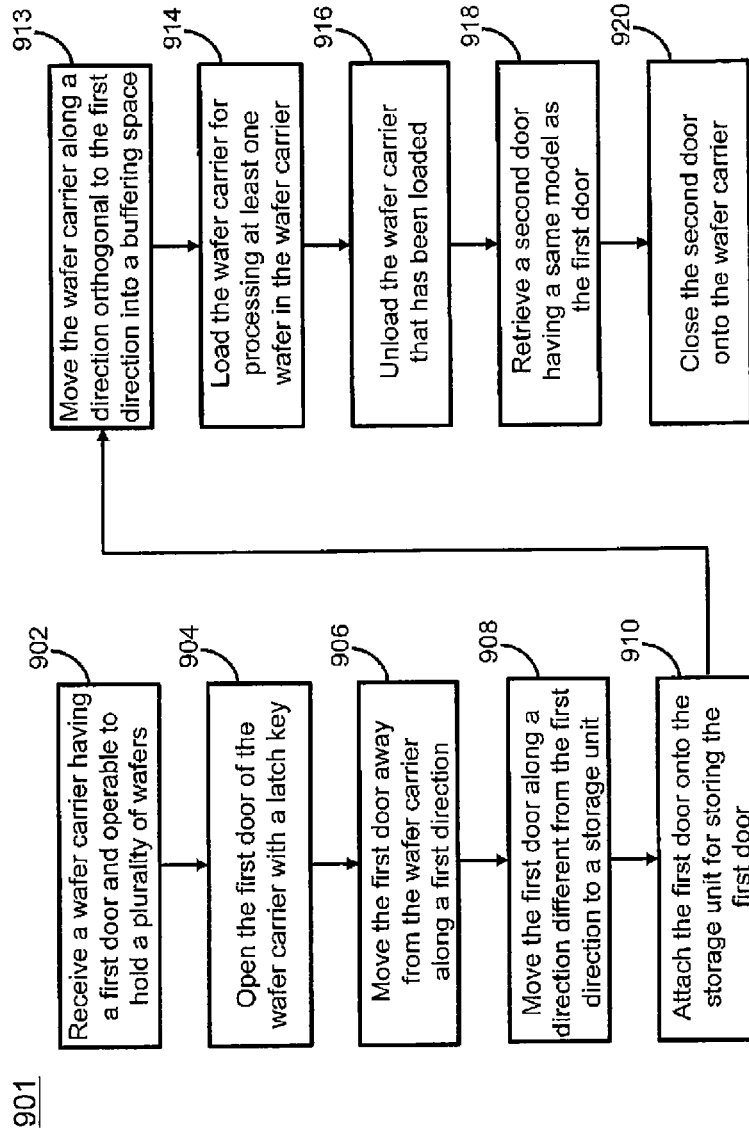 901
902
Receive a wafer carrier having
a first door and operable to
hold a plurality of wafers
904
Open the first door of the
wafer carrier with a latch key
906
Move the first door away
from the wafer carrier
along a first direction
908
Move the first door along a
direction different from the first
direction to a storage unit
910
Attach the first door onto the
storage unit for storing the
first door
913
Move the wafer carrier along a
direction orthogonal to the first
direction into a buffering space
914
Load the wafer carrier for
processing at least one
wafer in the wafer carrier
916
Unload the wafer carrier
that has been loaded
918
Retrieve a second door
having a same model as
the first door
920
Close the second door
onto the wafer carrier